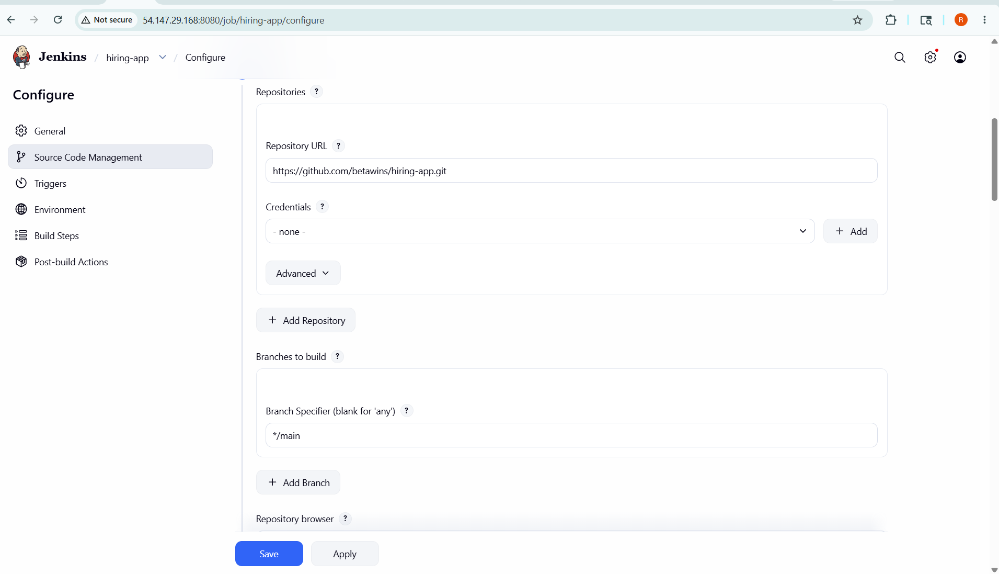 Not secure
54.147.29.168:8080/job/hiring-app/configure
R
Jenkins / hiring-app / Configure
Configure
General
Source Code Management
Triggers
Environment
Build Steps
Post-build Actions
Repositories ?
Repository URL ?
https://github.com/betawins/hiring-app.git
Credentials ?
- none -
+ Add
Advanced
+ Add Repository
Branches to build ?
Branch Specifier (blank for 'any') ?
*/main
+ Add Branch
Repository browser ?
Save
Apply